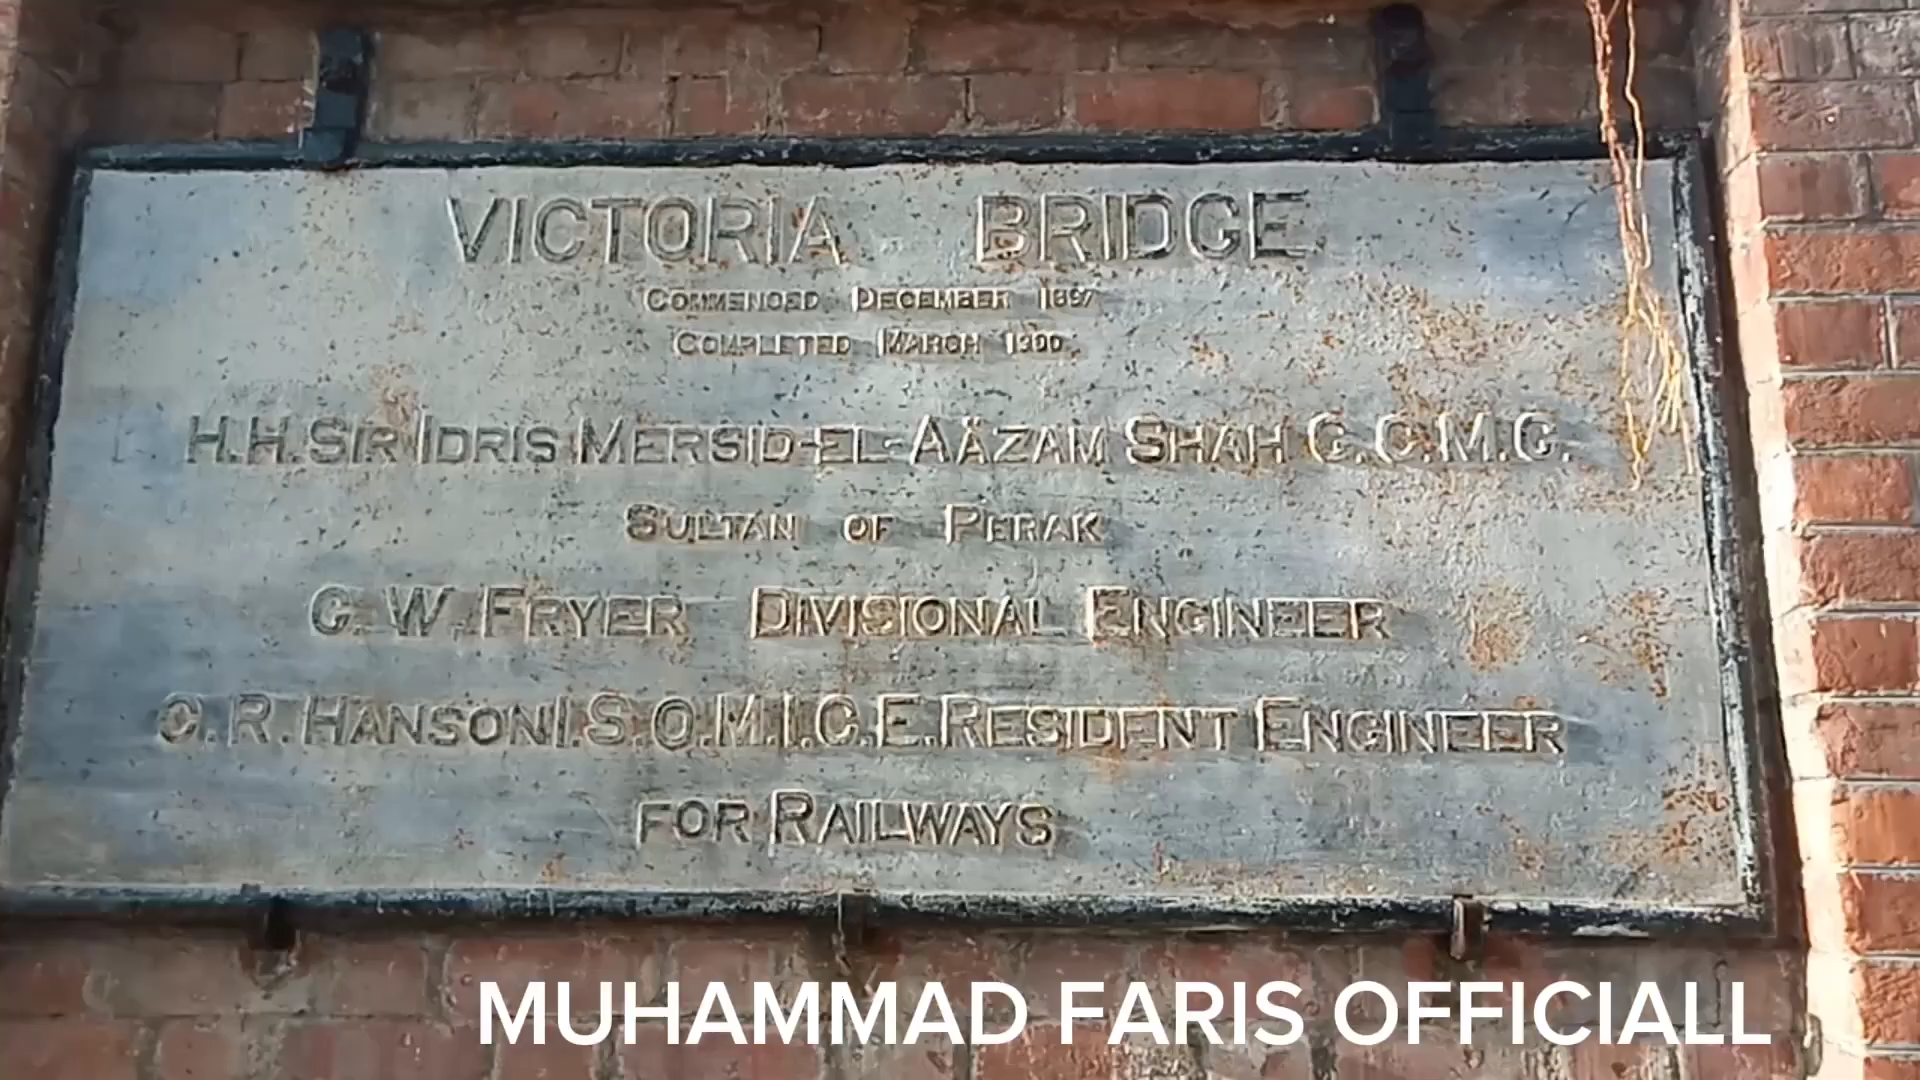 VICTORIA BRIDGE
COMMENCED DECEMBER 1897
COMPLETED MARCH 1900.
H.H. SIR IDRIS MERSID-EL-AÄZAM SHAH G.C.M.G.
SULTAN OF PERAK
G. W. FRYER DIVISIONAL ENGINEER
C. R. HANSON I.S.O.M.I.C.E. RESIDENT ENGINEER
FOR RAILWAYS
MUHAMMAD FARIS OFFICIALL